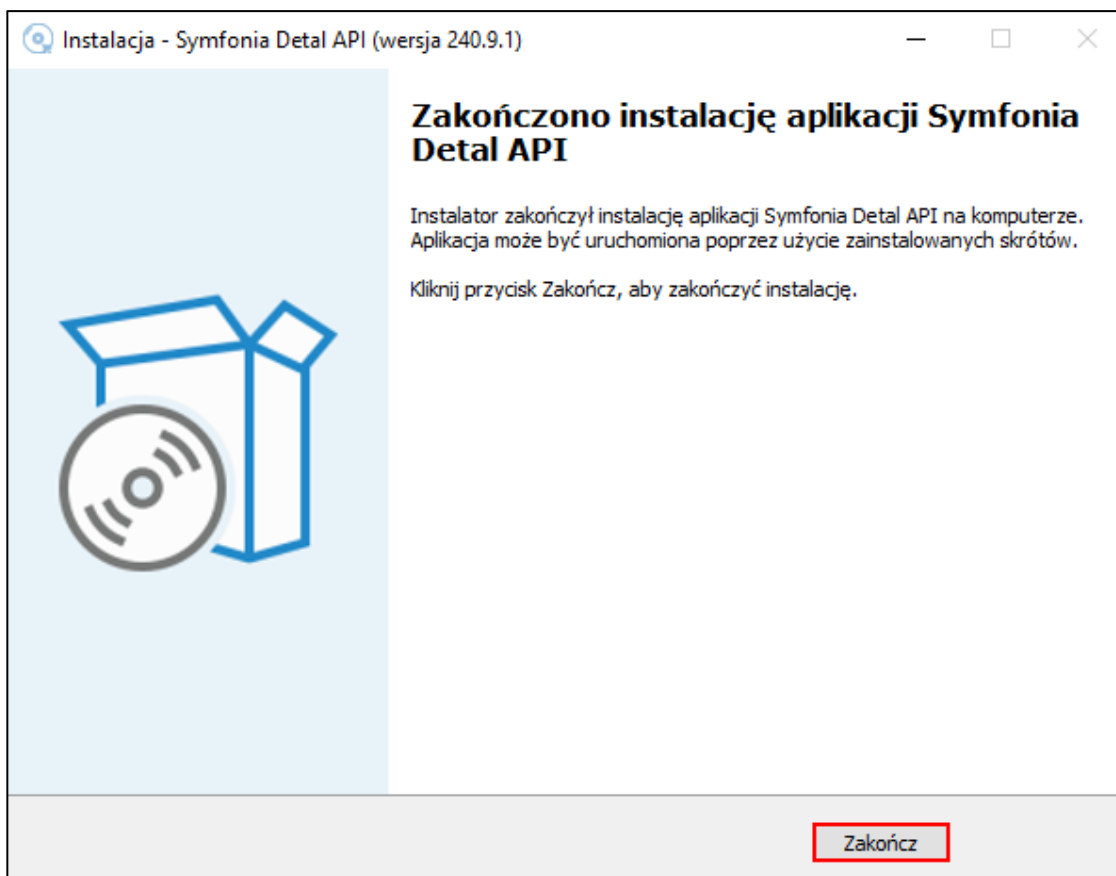 Instalacja - Symfonia Detal API (wersja 240.9.1)
Zakończono instalację aplikacji Symfonia
Detal API
Instalator zakończył instalację aplikacji Symfonia Detal API na komputerze.
Aplikacja może być uruchomiona poprzez użycie zainstalowanych skrótów.
Kliknij przycisk Zakończ, aby zakończyć instalację.
Zakończ